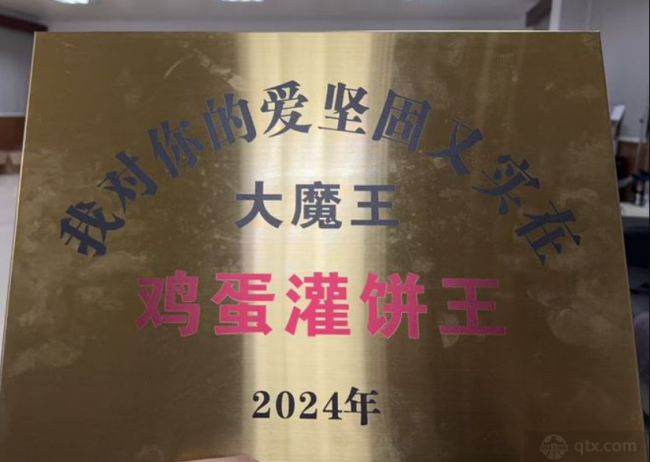 我对你的爱坚固又实在
大魔王
鸡蛋灌饼王
2024年
qtx.com